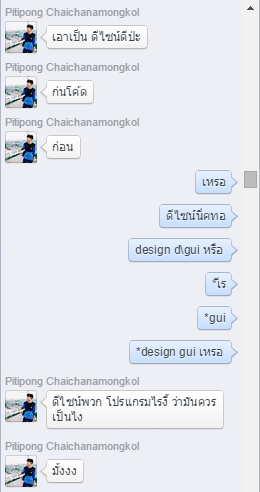 Pitipong Chaichanamongkol
เอาเป็น ดีไซน์ดีป่ะ
Pitipong Chaichanamongkol
ก่นโค้ด
Pitipong Chaichanamongkol
ก่อน
เหรอ
ดีไซน์นี่คทอ
design d\gui หรือ
*ไร
*gui
*design gui เหรอ
Pitipong Chaichanamongkol
ดีไซน์พวก โปรแกรมไรงี้ ว่ามันควร
เป็นไง
Pitipong Chaichanamongkol
มั้งงง